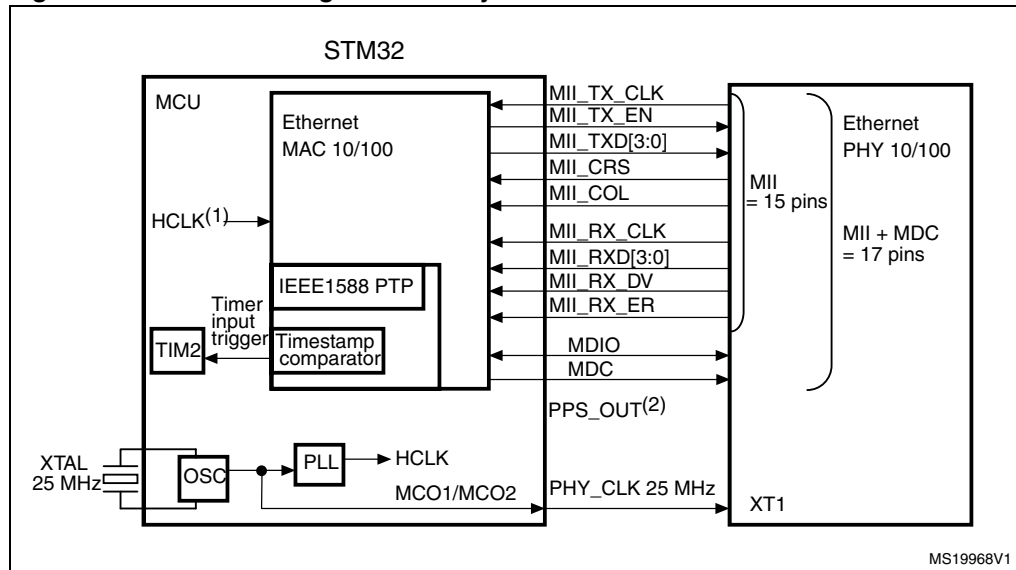 STM32
MCU
Ethernet
MAC 10/100
HCLK(1)
IEEE1588 PTP
Timer
input
trigger
Timestamp
comparator
TIM2
XTAL
25 MHz
OSC
PLL
HCLK
MCO1/MCO2
MII_TX_CLK
MII_TX_EN
MII_TXD[3:0]
MII_CRS
MII_COL
MII_RX_CLK
MII_RXD[3:0]
MII_RX_DV
MII_RX_ER
MDIO
MDC
PPS_OUT(2)
PHY_CLK 25 MHz
MII
= 15 pins
Ethernet
PHY 10/100
MII + MDC
= 17 pins
XT1
MS19968V1